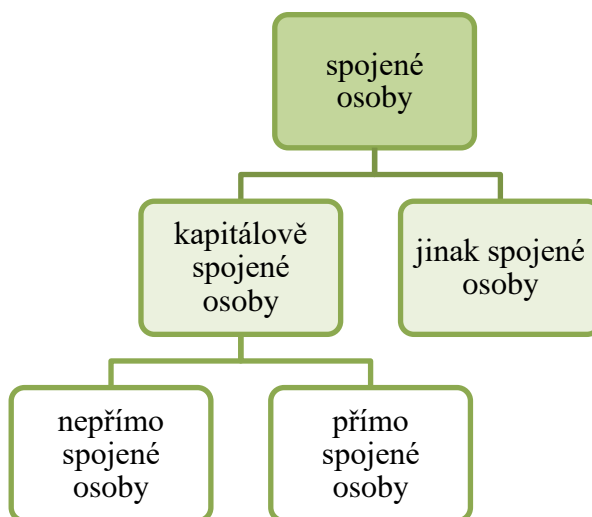 spojené
osoby
kapitálově
spojené
osoby
jinak spojené
osoby
nepřímo
spojené
osoby
přímo
spojené
osoby